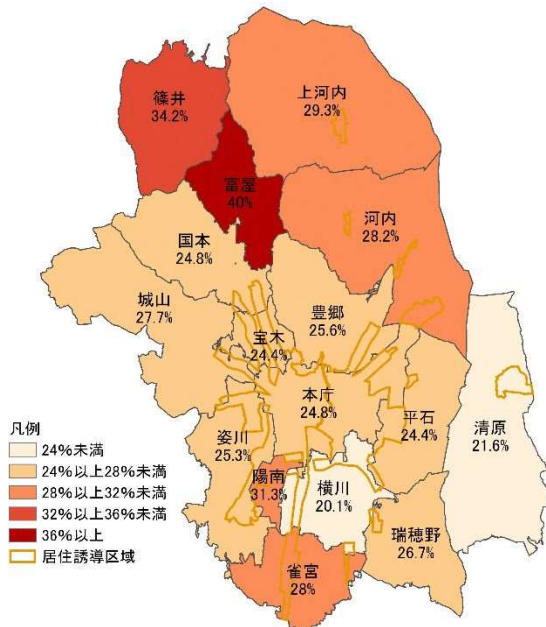 篠井
34.2%
上河内
29.3%
富屋
40%
河内
28.2%
国本
24.8%
城山
27.7%
豊郷
25.6%
宝木
24.4%
本庁
24.8%
平石
24.4%
清原
21.6%
姿川
25.3%
陽南
31.3%
横川
20.1%
瑞穂野
26.7%
雀宮
28%
凡例
24%未満
24%以上28%未満
28%以上32%未満
32%以上36%未満
36%以上
居住誘導区域